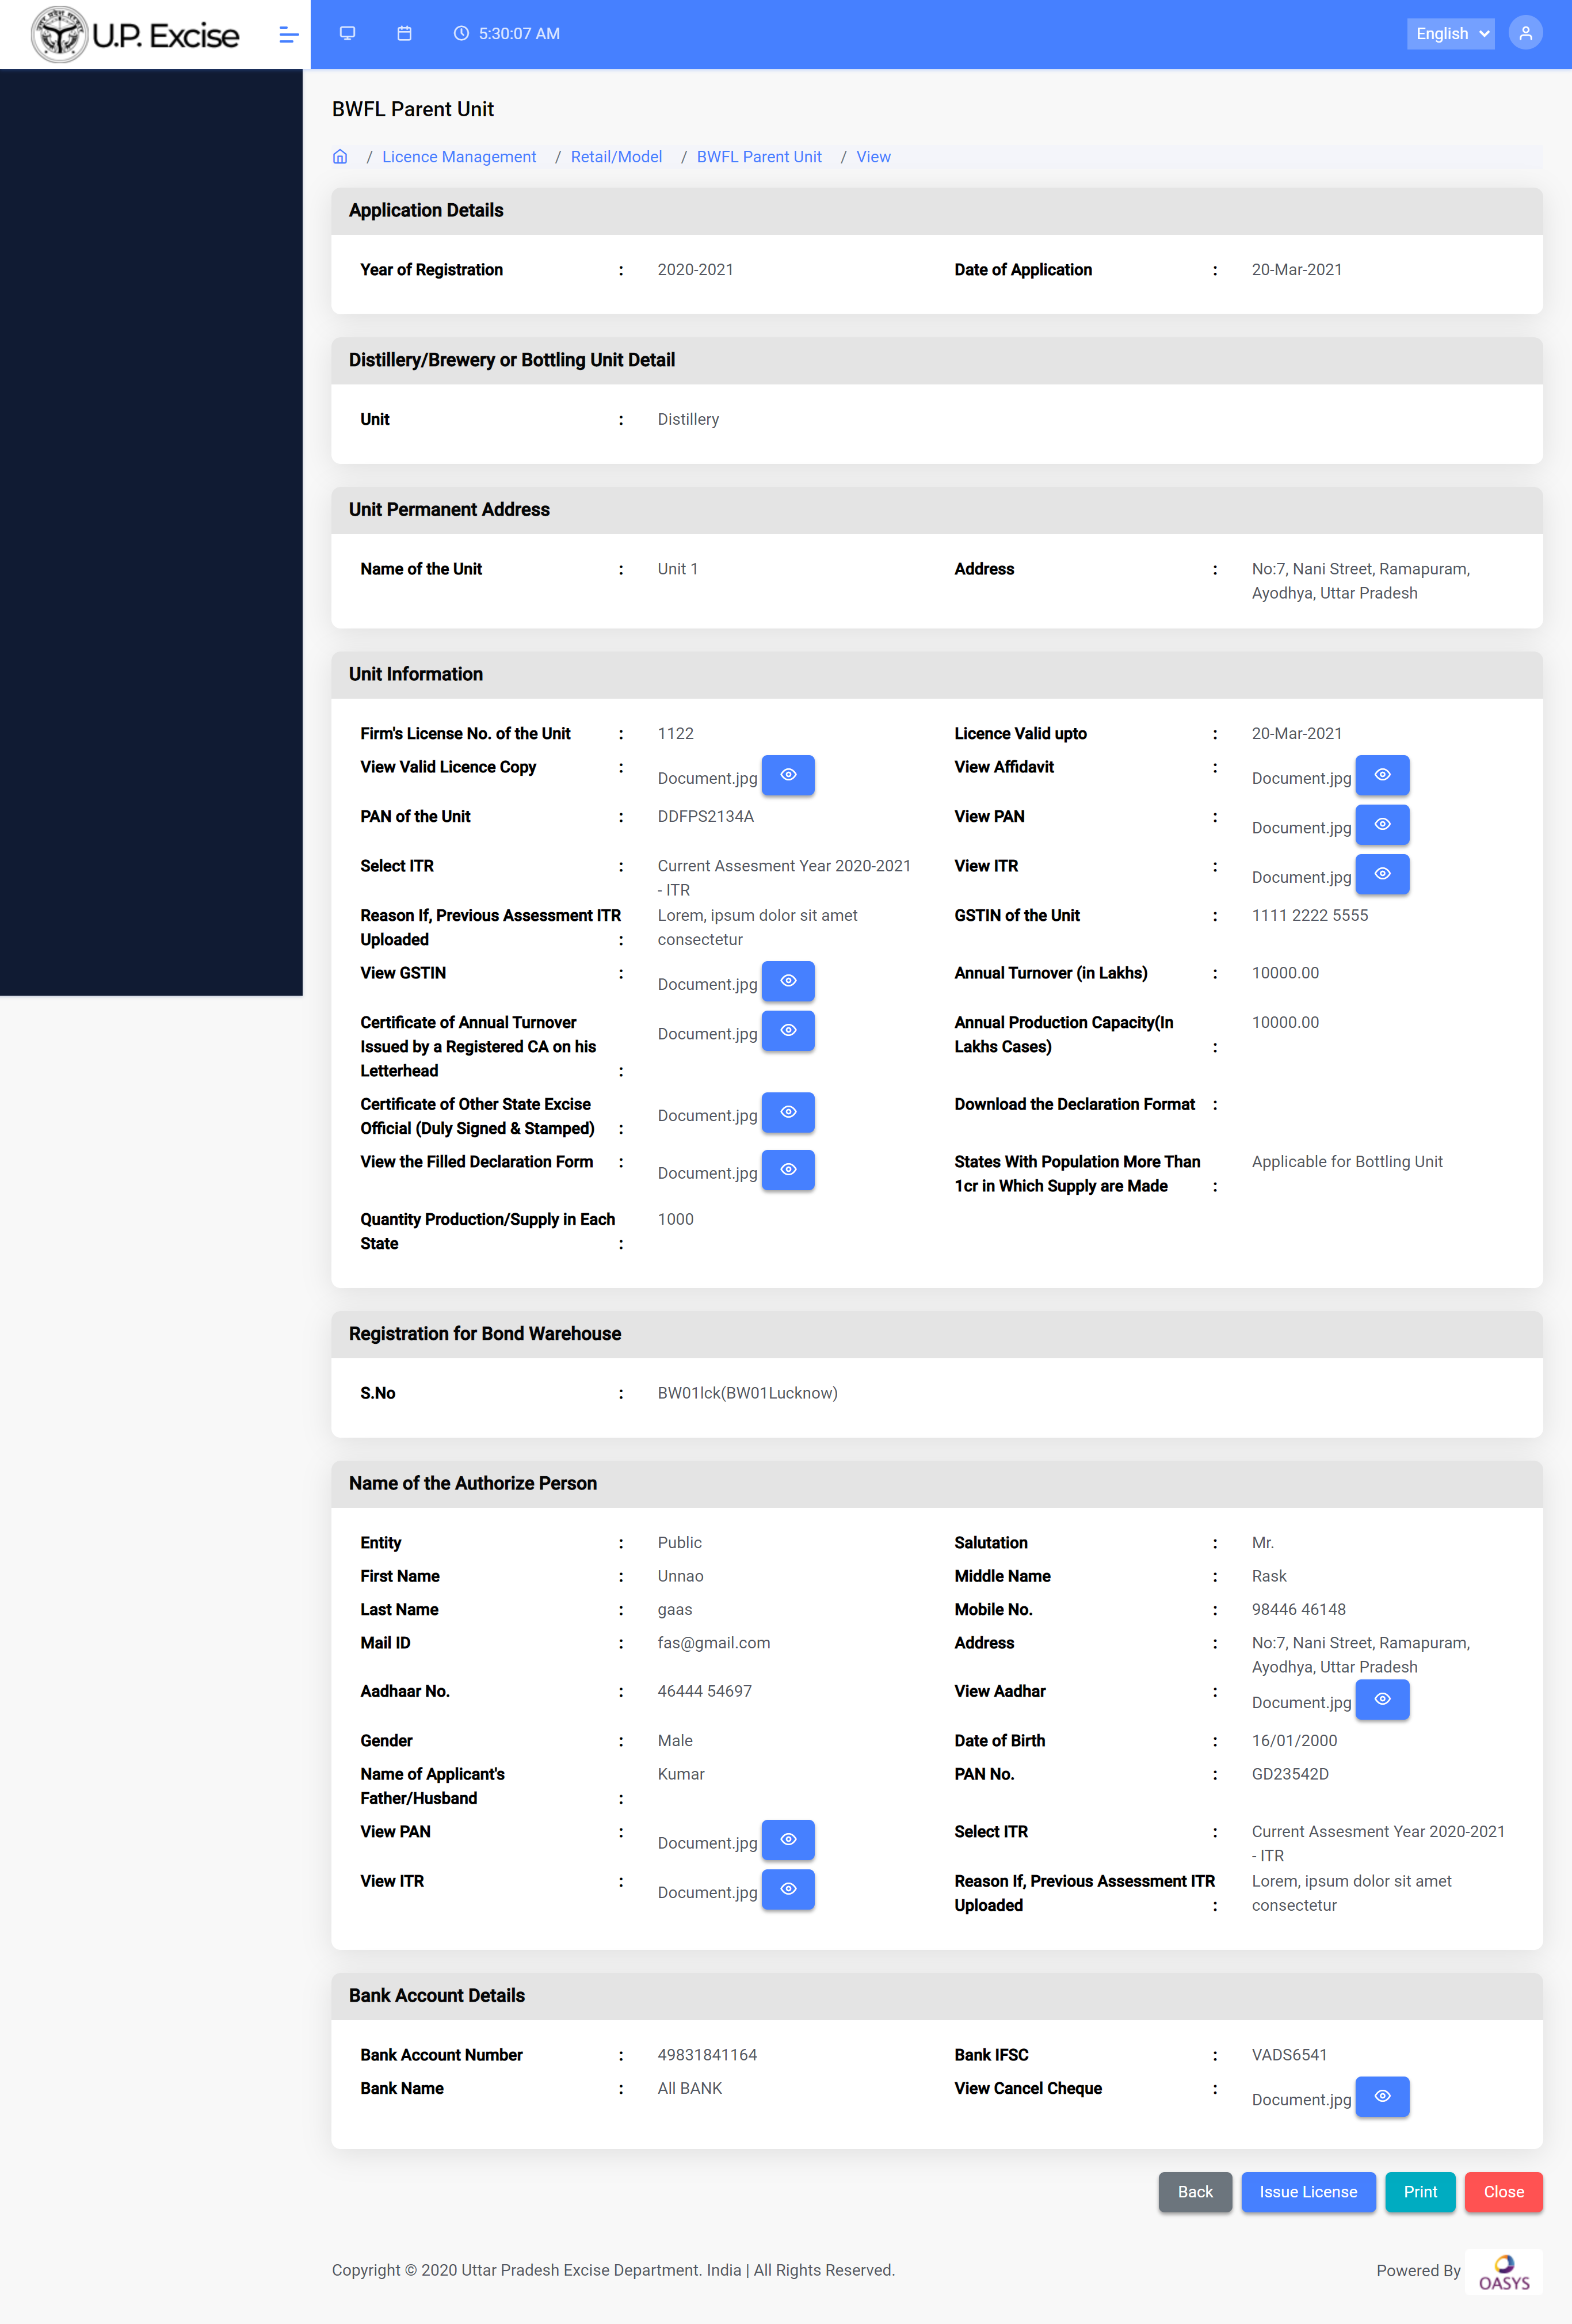 U.P. Excise
5:30:07 AM
English
BWFL Parent Unit
/ Licence Management / Retail/Model / BWFL Parent Unit / View
Application Details
Year of Registration : 2020-2021 Date of Application : 20-Mar-2021
Distillery/Brewery or Bottling Unit Detail
Unit : Distillery
Unit Permanent Address
Name of the Unit : Unit 1 Address : No:7, Nani Street, Ramapuram,
Ayodhya, Uttar Pradesh
Unit Information
Firm's License No. of the Unit : 1122 Licence Valid upto : 20-Mar-2021
View Valid Licence Copy : Document.jpg View Affidavit : Document.jpg
PAN of the Unit : DDFPS2134A View PAN : Document.jpg
Select ITR : Current Assesment Year 2020-2021 View ITR : Document.jpg
- ITR
Reason If, Previous Assessment ITR Lorem, ipsum dolor sit amet GSTIN of the Unit : 1111 2222 5555
Uploaded : consectetur
View GSTIN : Document.jpg Annual Turnover (in Lakhs) : 10000.00
Certificate of Annual Turnover Document.jpg Annual Production Capacity(In 10000.00
Issued by a Registered CA on his Lakhs Cases) :
Letterhead :
Certificate of Other State Excise Document.jpg Download the Declaration Format :
Official (Duly Signed & Stamped) :
View the Filled Declaration Form : Document.jpg States With Population More Than Applicable for Bottling Unit
1cr in Which Supply are Made :
Quantity Production/Supply in Each 1000
State :
Registration for Bond Warehouse
S.No : BW01lck(BW01Lucknow)
Name of the Authorize Person
Entity : Public Salutation : Mr.
First Name : Unnao Middle Name : Rask
Last Name : gaas Mobile No. : 98446 46148
Mail ID : fas@gmail.com Address : No:7, Nani Street, Ramapuram,
Ayodhya, Uttar Pradesh
Aadhaar No. : 46444 54697 View Aadhar : Document.jpg
Gender : Male Date of Birth : 16/01/2000
Name of Applicant's Kumar PAN No. : GD23542D
Father/Husband :
View PAN : Document.jpg Select ITR : Current Assesment Year 2020-2021
- ITR
View ITR : Document.jpg Reason If, Previous Assessment ITR Lorem, ipsum dolor sit amet
Uploaded : consectetur
Bank Account Details
Bank Account Number : 49831841164 Bank IFSC : VADS6541
Bank Name : All BANK View Cancel Cheque : Document.jpg
Back Issue License Print Close
Copyright © 2020 Uttar Pradesh Excise Department. India | All Rights Reserved. Powered By OASYS